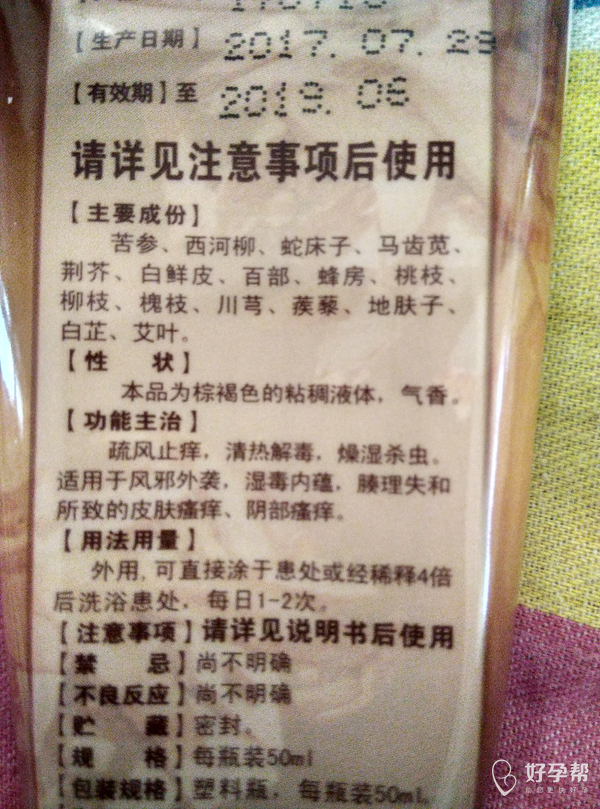 【生产日期】 2017.07.29
【有效期】至 2019.06
请详见注意事项后使用
【主要成份】
苦参、西河柳、蛇床子、马齿苋、
荆芥、白鲜皮、百部、蜂房、桃枝、
柳枝、槐枝、川芎、蒺藜、地肤子、
白芷、艾叶。
【性 状】
本品为棕褐色的粘稠液体，气香。
【功能主治】
疏风止痒，清热解毒，燥湿杀虫。
适用于风邪外袭，湿毒内蕴，腠理失和
所致的皮肤瘙痒、阴部瘙痒。
【用法用量】
外用,可直接涂于患处或经稀释4倍
后洗浴患处，每日1-2次。
【注意事项】请详见说明书后使用
【禁 忌】尚不明确
【不良反应】尚不明确
【贮 藏】密封。
【规 格】每瓶装50ml
【包装规格】塑料瓶，每瓶装50ml
好孕帮